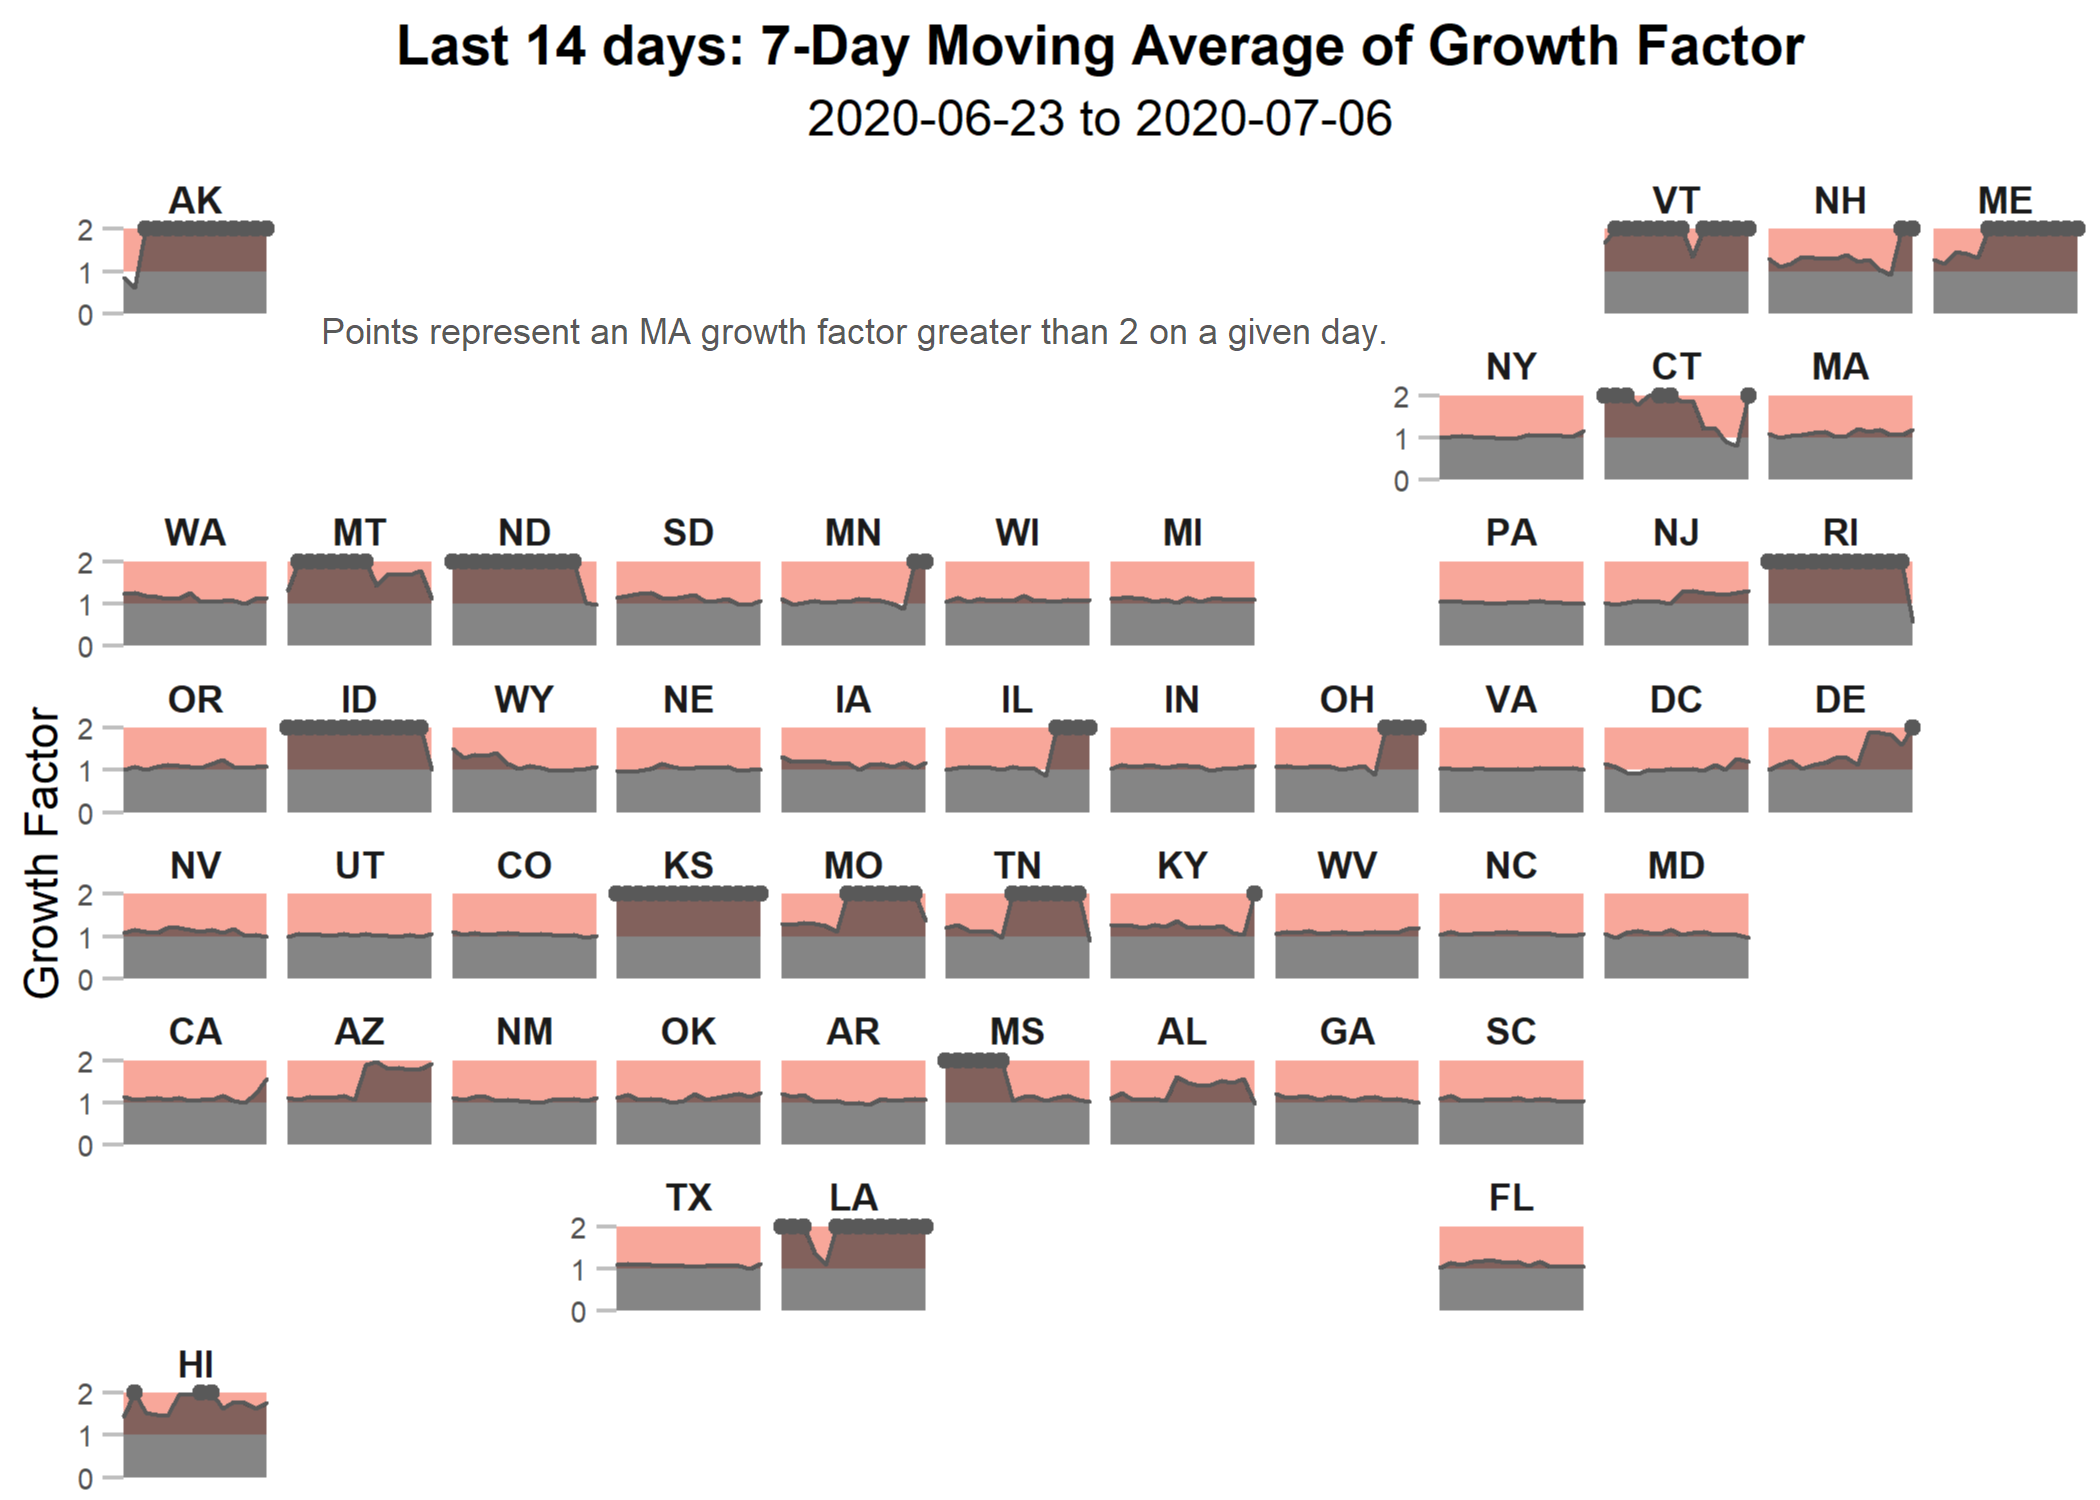 Last 14 days: 7-Day Moving Average of Growth Factor
2020-06-23 to 2020-07-06
AK VT NH ME
2
1
0
Points represent an MA growth factor greater than 2 on a given day.
NY CT MA
2
1
0
WA MT ND SD MN WI MI PA NJ RI
2
1
0
OR ID WY NE IA IL IN OH VA DC DE
2
1
0
Growth Factor
NV UT CO KS MO TN KY WV NC MD
2
1
0
CA AZ NM OK AR MS AL GA SC
2
1
0
TX LA FL
2
1
0
HI
2
1
0